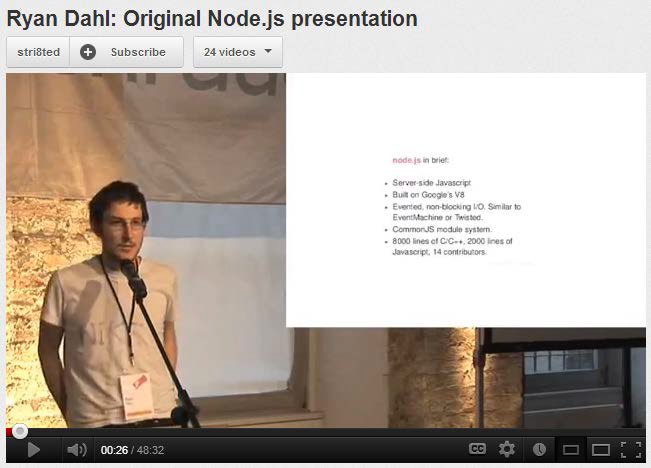 Ryan Dahl: Original Node.js presentation
stri8ted
Subscribe
24 videos
node.js in brief:
Server-side Javascript
Built on Google's V8
Evented, non-blocking I/O. Similar to
EventMachine or Twisted.
CommonJS module system.
8000 lines of C/C++, 2000 lines of
Javascript, 14 contributors.
00:26 / 48:32
CC